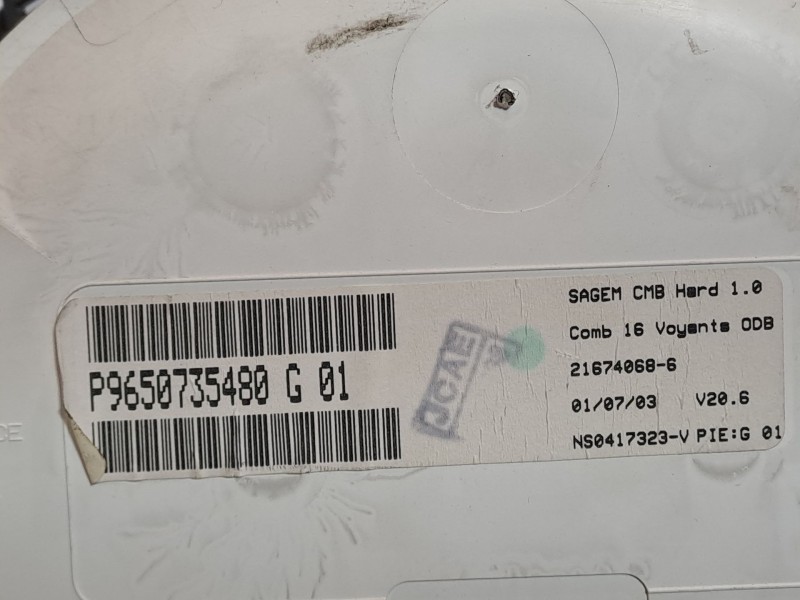 P9650735480 G 01
SAGEM CMB Hard 1.0
Comb 16 Voyants ODB
21674068-6
01/07/03 V20.6
NS0417323-V PIE:G 01
CE